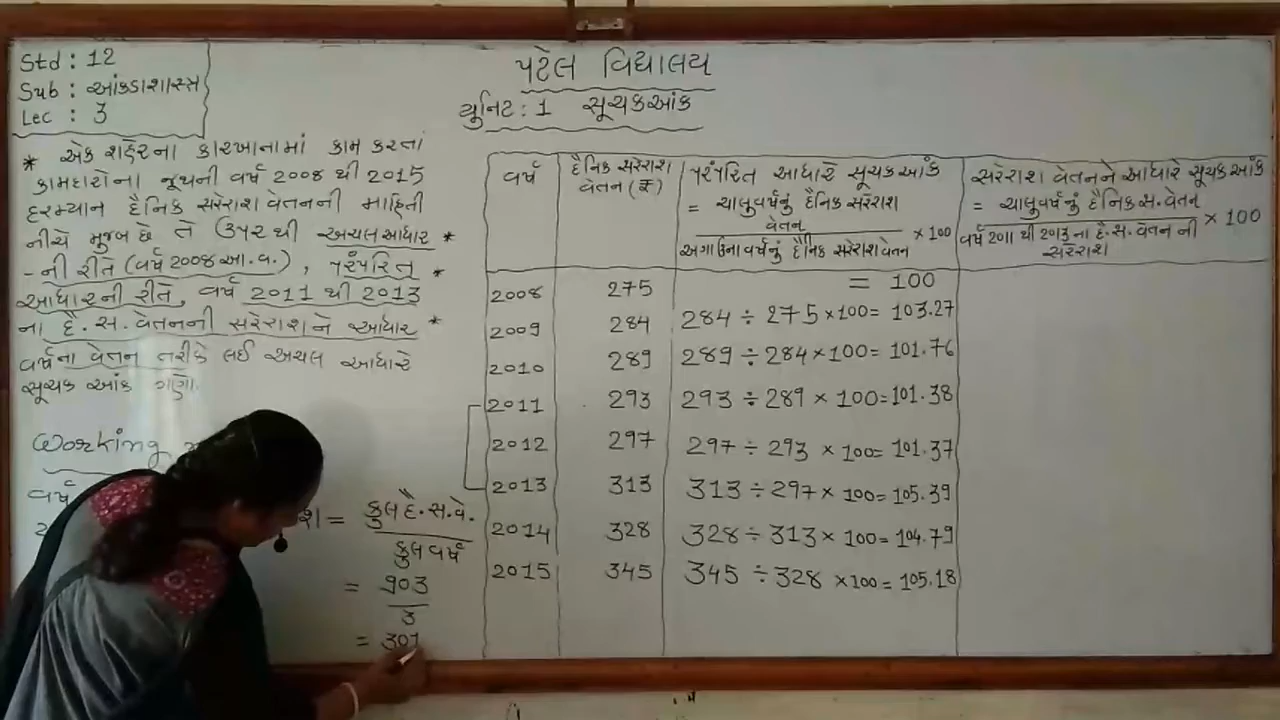 Std : 12
Sub : આંકડાશાસ્ત્ર
Lec : 3
પટેલ વિદ્યાલય
યુનિટ : 1 સૂચકઆંક
* એક શહેરના કારખાનામાં કામ કરતાં
કામદારોના જૂથની વર્ષ 2008 થી 2015
દરમ્યાન દૈનિક સરેરાશ વેતનની માહિતી
નીચે મુજબ છે તે ઉપરથી અચલ આધાર *
-ની રીતે (વર્ષ 2008 આ.વ.), પરંપરિત *
આધારની રીતે, વર્ષ 2011 થી 2013
ના દૈ.સ.વેતનની સરેરાશને આધાર *
વર્ષના વેતન તરીકે લઈ અચલ આધારે
સૂચક આંક ગણો.
Working
વર્ષ
= કુલ દૈ.સ.વે.
કુલ વર્ષ
= 903
3
= 301
વર્ષ દૈનિક સરેરાશ વેતન (₹) પરંપરિત આધારે સૂચકઆંક = ચાલુવર્ષનું દૈનિક સરેરાશ વેતન / અગાઉના વર્ષનું દૈનિક સરેરાશ વેતન × 100 સરેરાશ વેતનને આધારે સૂચકઆંક = ચાલુવર્ષનું દૈનિક સ.વેતન / વર્ષ 2011 થી 2013 ના દૈ.સ.વેતન ની સરેરાશ × 100
2008 275 = 100
2009 284 284 ÷ 275 × 100 = 103.27
2010 289 289 ÷ 284 × 100 = 101.76
2011 293 293 ÷ 289 × 100 = 101.38
2012 297 297 ÷ 293 × 100 = 101.37
2013 313 313 ÷ 297 × 100 = 105.39
2014 328 328 ÷ 313 × 100 = 104.79
2015 345 345 ÷ 328 × 100 = 105.18